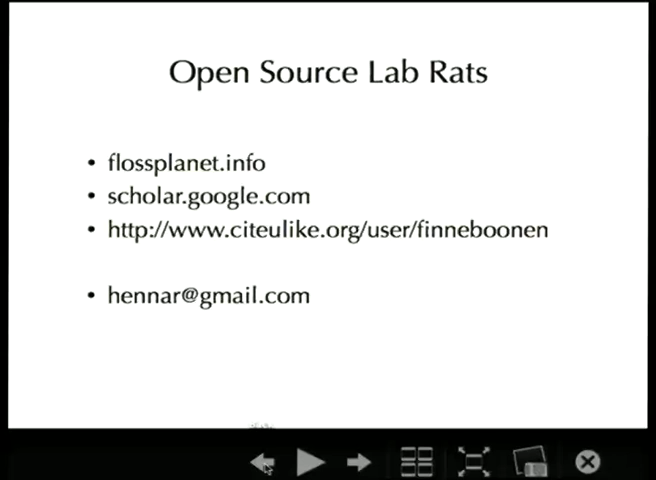 Open Source Lab Rats
• flossplanet.info
• scholar.google.com
• http://www.citeulike.org/user/finneboonen
• hennar@gmail.com